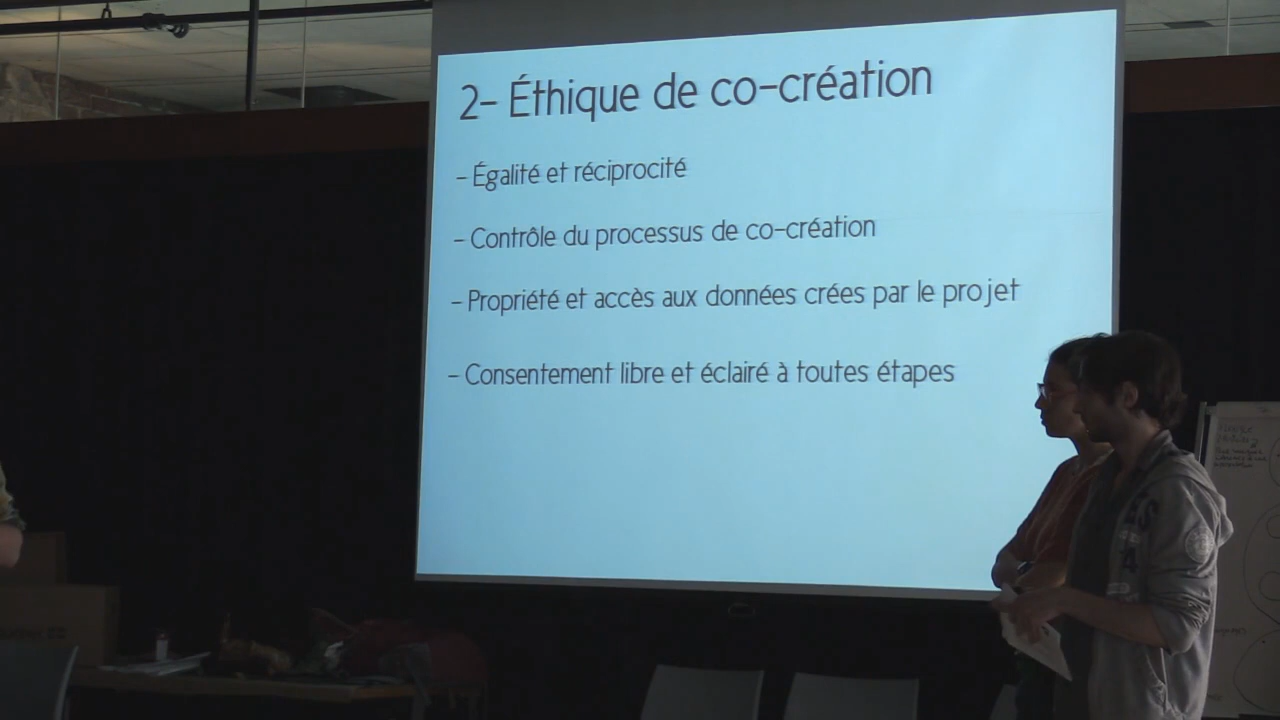 2- Éthique de co-création
- Égalité et réciprocité
- Contrôle du processus de co-création
- Propriété et accès aux données crées par le projet
- Consentement libre et éclairé à toutes étapes